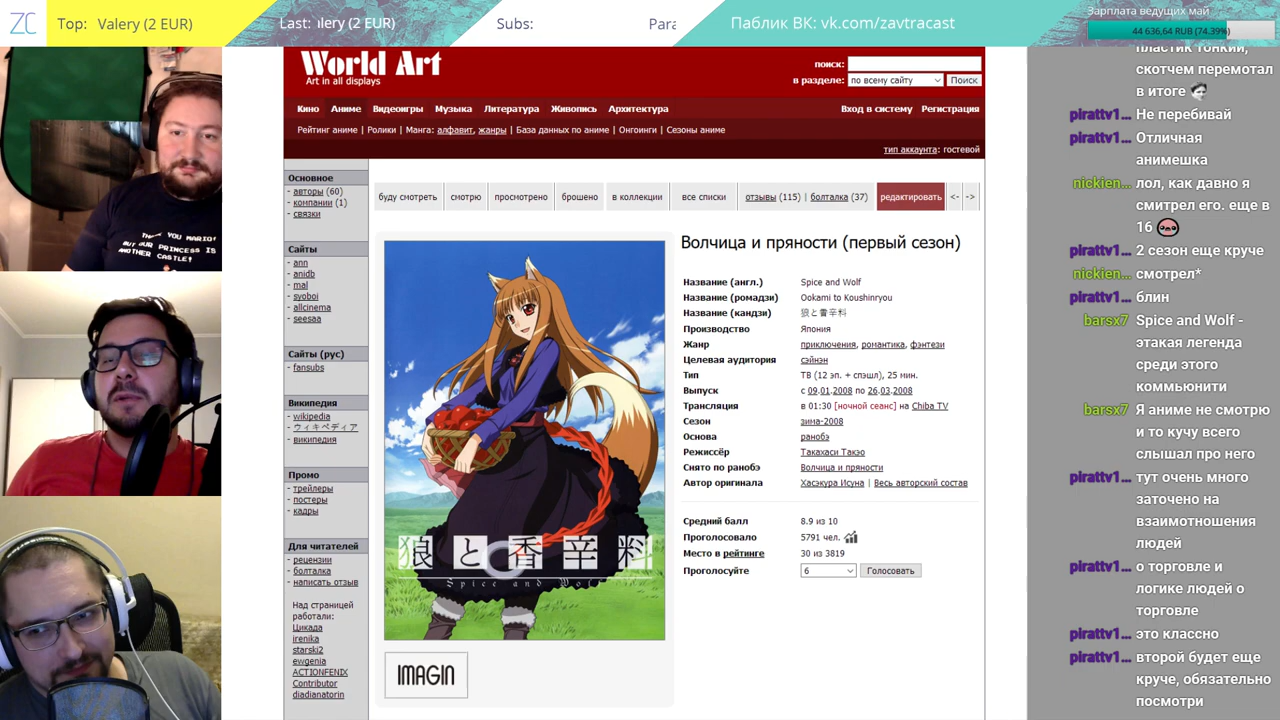 ZC
Top: Valery (2 EUR)
Last: lery (2 EUR)
Subs:
Para
Паблик ВК: vk.com/zavtracast
Зарплата ведущих май
44 636,64 RUB (74.39%)
World Art
Art in all displays
поиск:
в разделе: по всему сайту Поиск
Кино Аниме Видеоигры Музыка Литература Живопись Архитектура Вход в систему Регистрация
Рейтинг аниме | Ролики | Манга: алфавит, жанры | База данных по аниме | Онгоинги | Сезоны аниме
тип аккаунта: гостевой
Основное
- авторы (60)
- компании (1)
- связки
Сайты
- ann
- anidb
- mal
- syoboi
- allcinema
- seesaa
Сайты (рус)
- fansubs
Википедия
- wikipedia
- ウィキペディア
- википедия
Промо
- трейлеры
- постеры
- кадры
Для читателей
- рецензии
- болталка
- написать отзыв
Над страницей
работали:
Цикада
irenika
starski2
ewgenia
ACTIONFENIX
Contributor
diadianatorin
буду смотреть смотрю просмотрено брошено в коллекции все списки отзывы (115) | болталка (37) редактировать <- ->
Волчица и пряности (первый сезон)
Название (англ.) Spice and Wolf
Название (ромадзи) Ookami to Koushinryou
Название (кандзи) 狼と香辛料
Производство Япония
Жанр приключения, романтика, фэнтези
Целевая аудитория сэйнэн
Тип ТВ (12 эп. + спэшл), 25 мин.
Выпуск с 09.01.2008 по 26.03.2008
Трансляция в 01:30 [ночной сеанс] на Chiba TV
Сезон зима-2008
Основа ранобэ
Режиссёр Такахаси Такэо
Снято по ранобэ Волчица и пряности
Автор оригинала Хасэкура Исуна | Весь авторский состав
Средний балл 8.9 из 10
Проголосовало 5791 чел.
Место в рейтинге 30 из 3819
Проголосуйте 6 Голосовать
狼と香辛料
Spice and Wolf
IMAGIN
THANK YOU MARIO!
BUT OUR PRINCESS IS
ANOTHER CASTLE!
пластик тонкий,
скотчем перемотал
в итоге
pirattv1... Не перебивай
pirattv1... Отличная
анимешка
nickien... лол, как давно я
смитрел его. еще в
16
pirattv1... 2 сезон еще круче
nickien... смотрел*
pirattv1... блин
barsx7 Spice and Wolf -
этакая легенда
среди этого
коммьюнити
barsx7 Я аниме не смотрю
и то кучу всего
слышал про него
pirattv1... тут очень много
заточено на
взаимотношения
людей
pirattv1... о торговле и
логике людей о
торговле
pirattv1... это классно
pirattv1... второй будет еще
круче, обязательно
посмотри